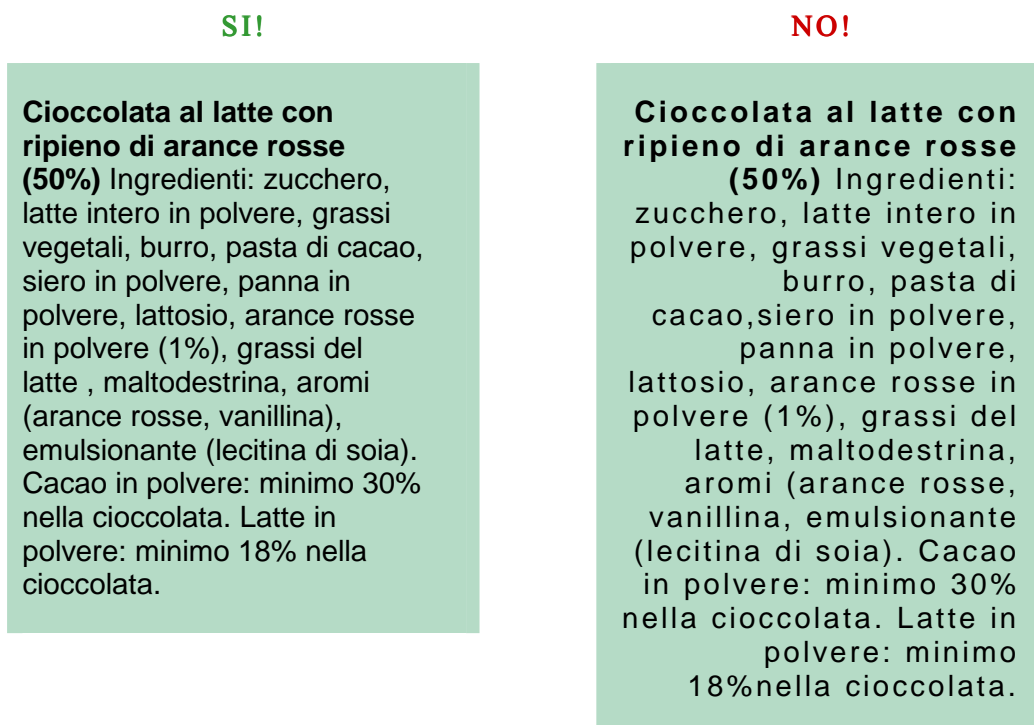 SI!
Cioccolata al latte con
ripieno di arance rosse
(50%) Ingredienti: zucchero,
latte intero in polvere, grassi
vegetali, burro, pasta di cacao,
siero in polvere, panna in
polvere, lattosio, arance rosse
in polvere (1%), grassi del
latte , maltodestrina, aromi
(arance rosse, vanillina),
emulsionante (lecitina di soia).
Cacao in polvere: minimo 30%
nella cioccolata. Latte in
polvere: minimo 18% nella
cioccolata.
NO!
Cioccolata al latte con
ripieno di arance rosse
(50%) Ingredienti:
zucchero, latte intero in
polvere, grassi vegetali,
burro, pasta di
cacao,siero in polvere,
panna in polvere,
lattosio, arance rosse in
polvere (1%), grassi del
latte, maltodestrina,
aromi (arance rosse,
vanillina, emulsionante
(lecitina di soia). Cacao
in polvere: minimo 30%
nella cioccolata. Latte in
polvere: minimo
18%nella cioccolata.